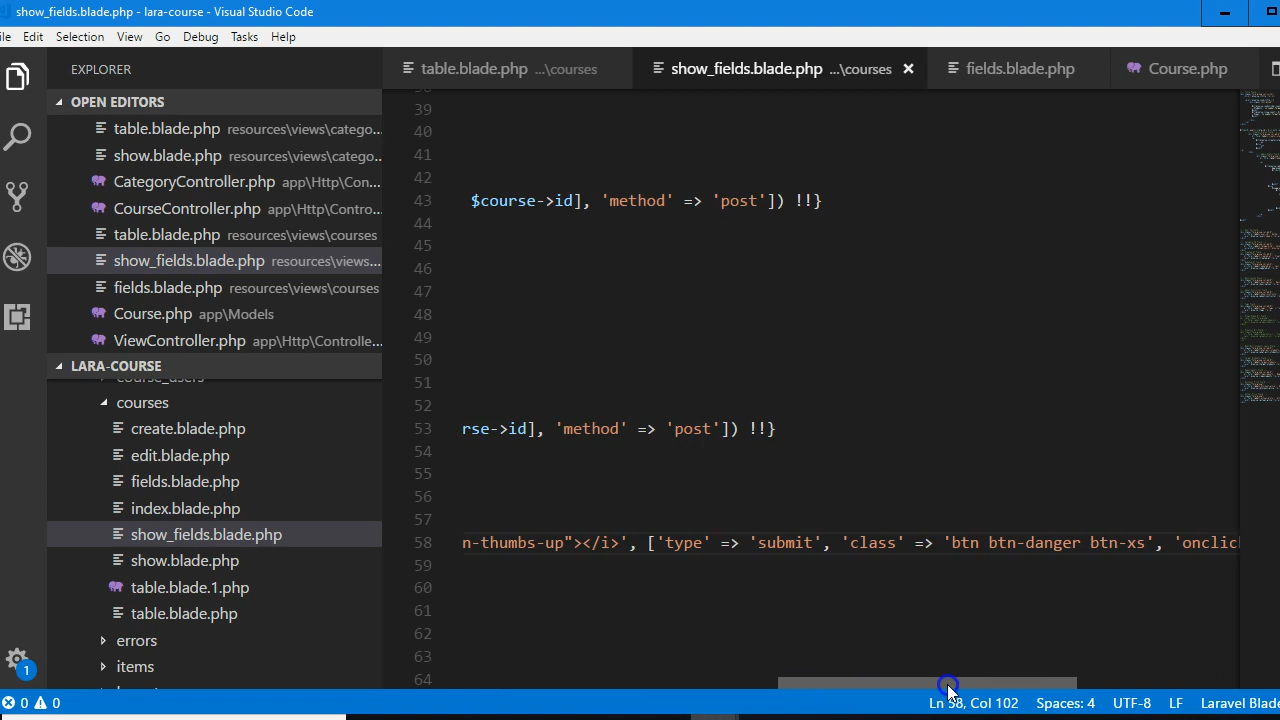 show_fields.blade.php - lara-course - Visual Studio Code
Edit Selection View Go Debug Tasks Help
EXPLORER
table.blade.php ...\courses
show_fields.blade.php ...\courses
fields.blade.php
Course.php
OPEN EDITORS
table.blade.php resources\views\catego...
show.blade.php resources\views\catego...
CategoryController.php app\Http\Con...
CourseController.php app\Http\Contro...
table.blade.php resources\views\courses
show_fields.blade.php resources\views...
fields.blade.php resources\views\courses
Course.php app\Models
ViewController.php app\Http\Controlle...
LARA-COURSE
course_users
courses
create.blade.php
edit.blade.php
fields.blade.php
index.blade.php
show_fields.blade.php
show.blade.php
table.blade.1.php
table.blade.php
errors
items
1
39
40
41
42
43 $course->id], 'method' => 'post']) !!}
44
45
46
47
48
49
50
51
52
53 rse->id], 'method' => 'post']) !!}
54
55
56
57
58 n-thumbs-up"></i>', ['type' => 'submit', 'class' => 'btn btn-danger btn-xs', 'onclic
59
60
61
62
63
64
0 0
Ln 58, Col 102 Spaces: 4 UTF-8 LF Laravel Blade